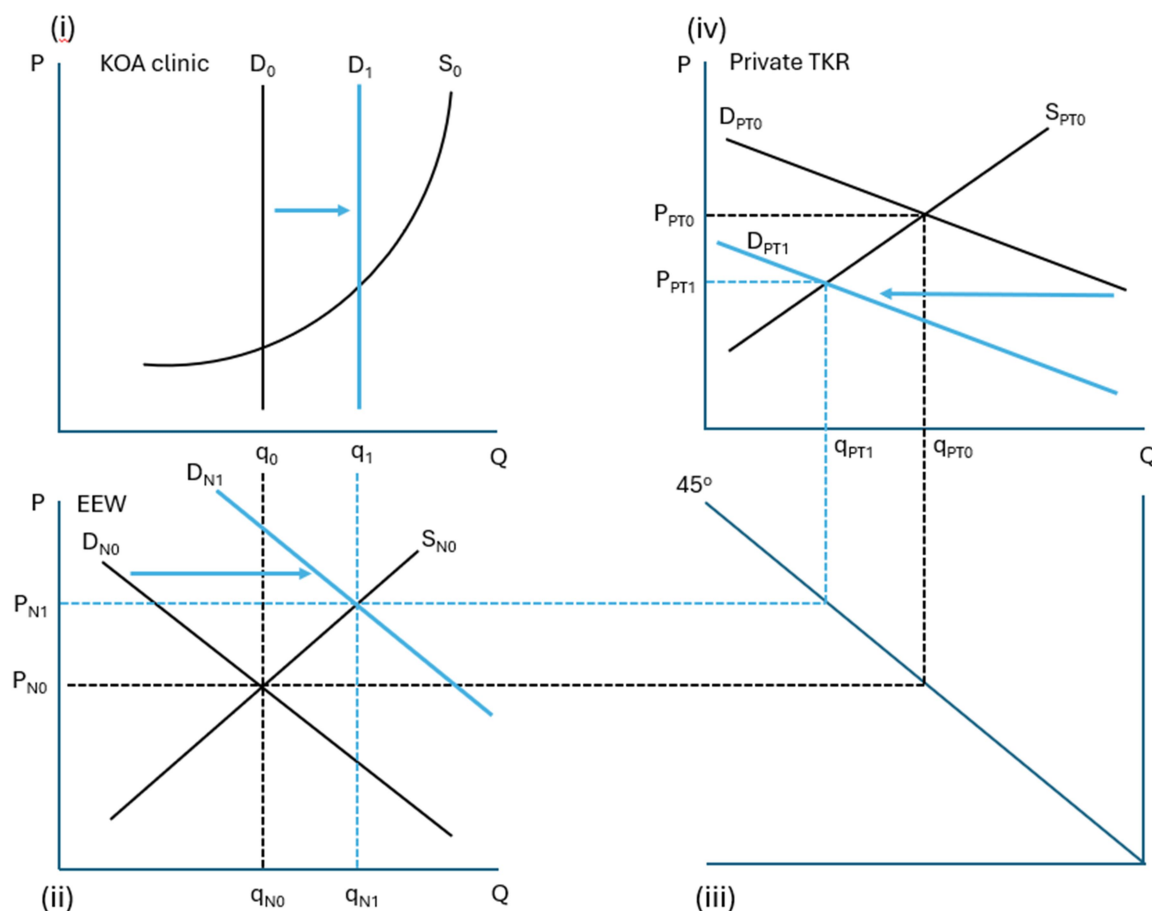 (i)
P
KOA clinic
D0
D1
S0
q0
q1
Q
(iv)
P
Private TKR
DPT0
SPT0
PPT0
DPT1
PPT1
qPT1
qPT0
Q
P
EEW
DN1
DN0
SN0
PN1
PN0
(ii)
qN0
qN1
Q
45o
(iii)